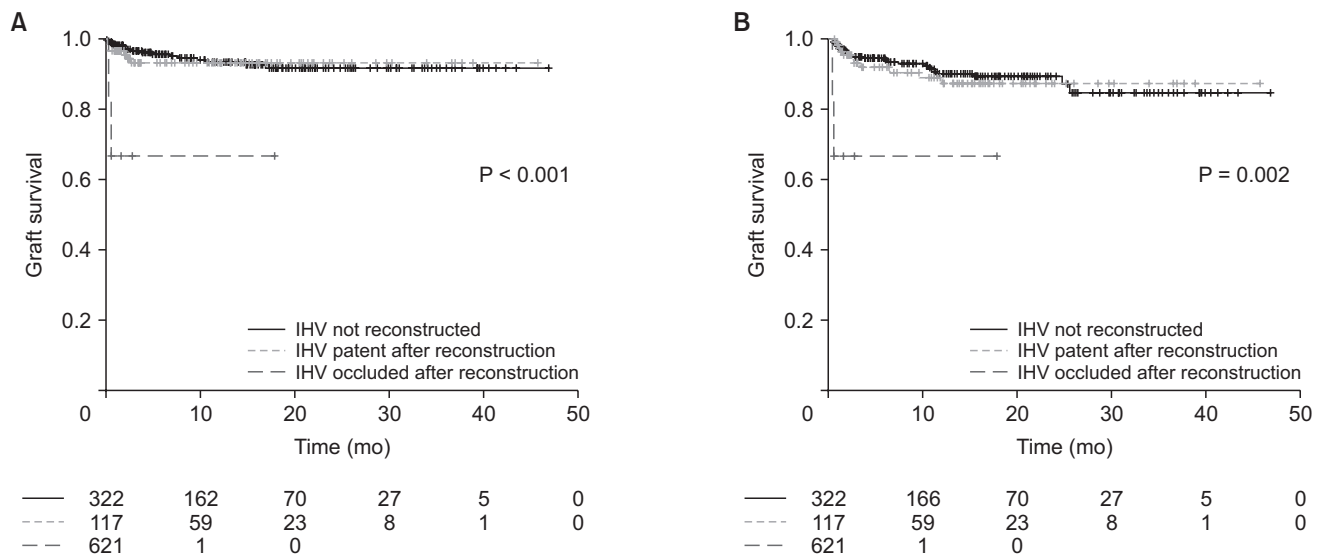 A
1.0
0.8
0.6
0.4
0.2
Graft survival
P < 0.001
IHV not reconstructed
IHV patent after reconstruction
IHV occluded after reconstruction
0 10 20 30 40 50
Time (mo)
322 162 70 27 5 0
117 59 23 8 1 0
621 1 0
B
1.0
0.8
0.6
0.4
0.2
Graft survival
P = 0.002
IHV not reconstructed
IHV patent after reconstruction
IHV occluded after reconstruction
0 10 20 30 40 50
Time (mo)
322 166 70 27 5 0
117 59 23 8 1 0
621 1 0